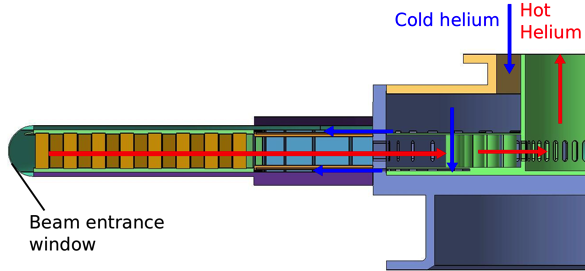 Cold helium
Hot
Helium
Beam entrance
window